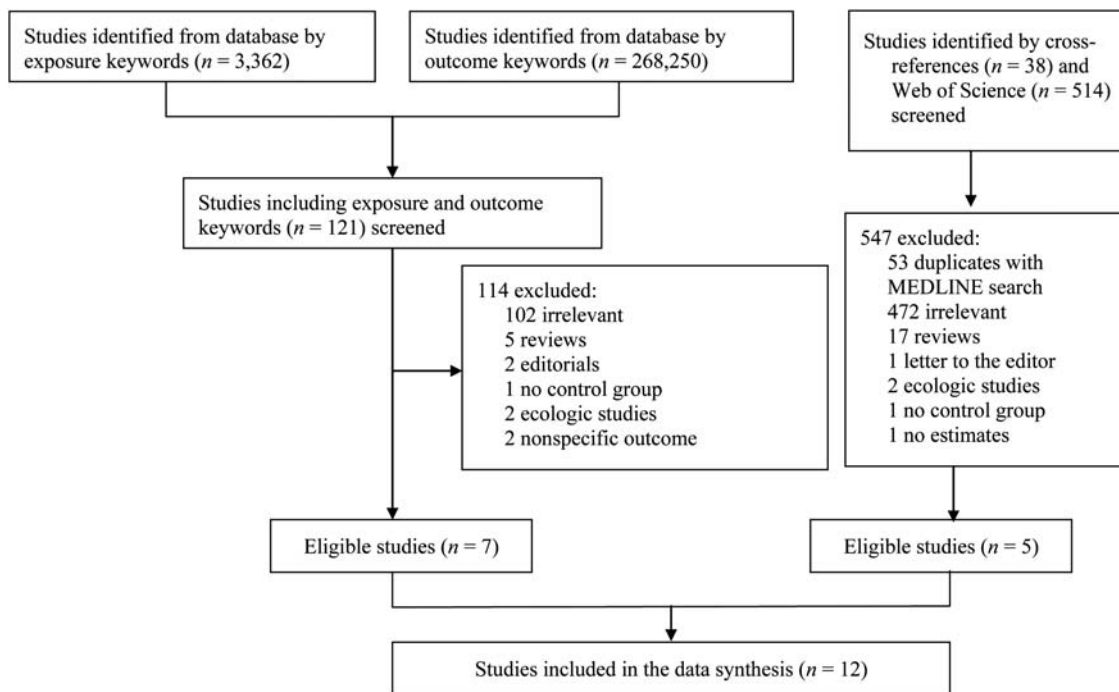 Studies identified from database by
exposure keywords (n = 3,362)
Studies identified from database by
outcome keywords (n = 268,250)
Studies identified by cross-
references (n = 38) and
Web of Science (n = 514)
screened
Studies including exposure and outcome
keywords (n = 121) screened
114 excluded:
102 irrelevant
5 reviews
2 editorials
1 no control group
2 ecologic studies
2 nonspecific outcome
547 excluded:
53 duplicates with
MEDLINE search
472 irrelevant
17 reviews
1 letter to the editor
2 ecologic studies
1 no control group
1 no estimates
Eligible studies (n = 7)
Eligible studies (n = 5)
Studies included in the data synthesis (n = 12)